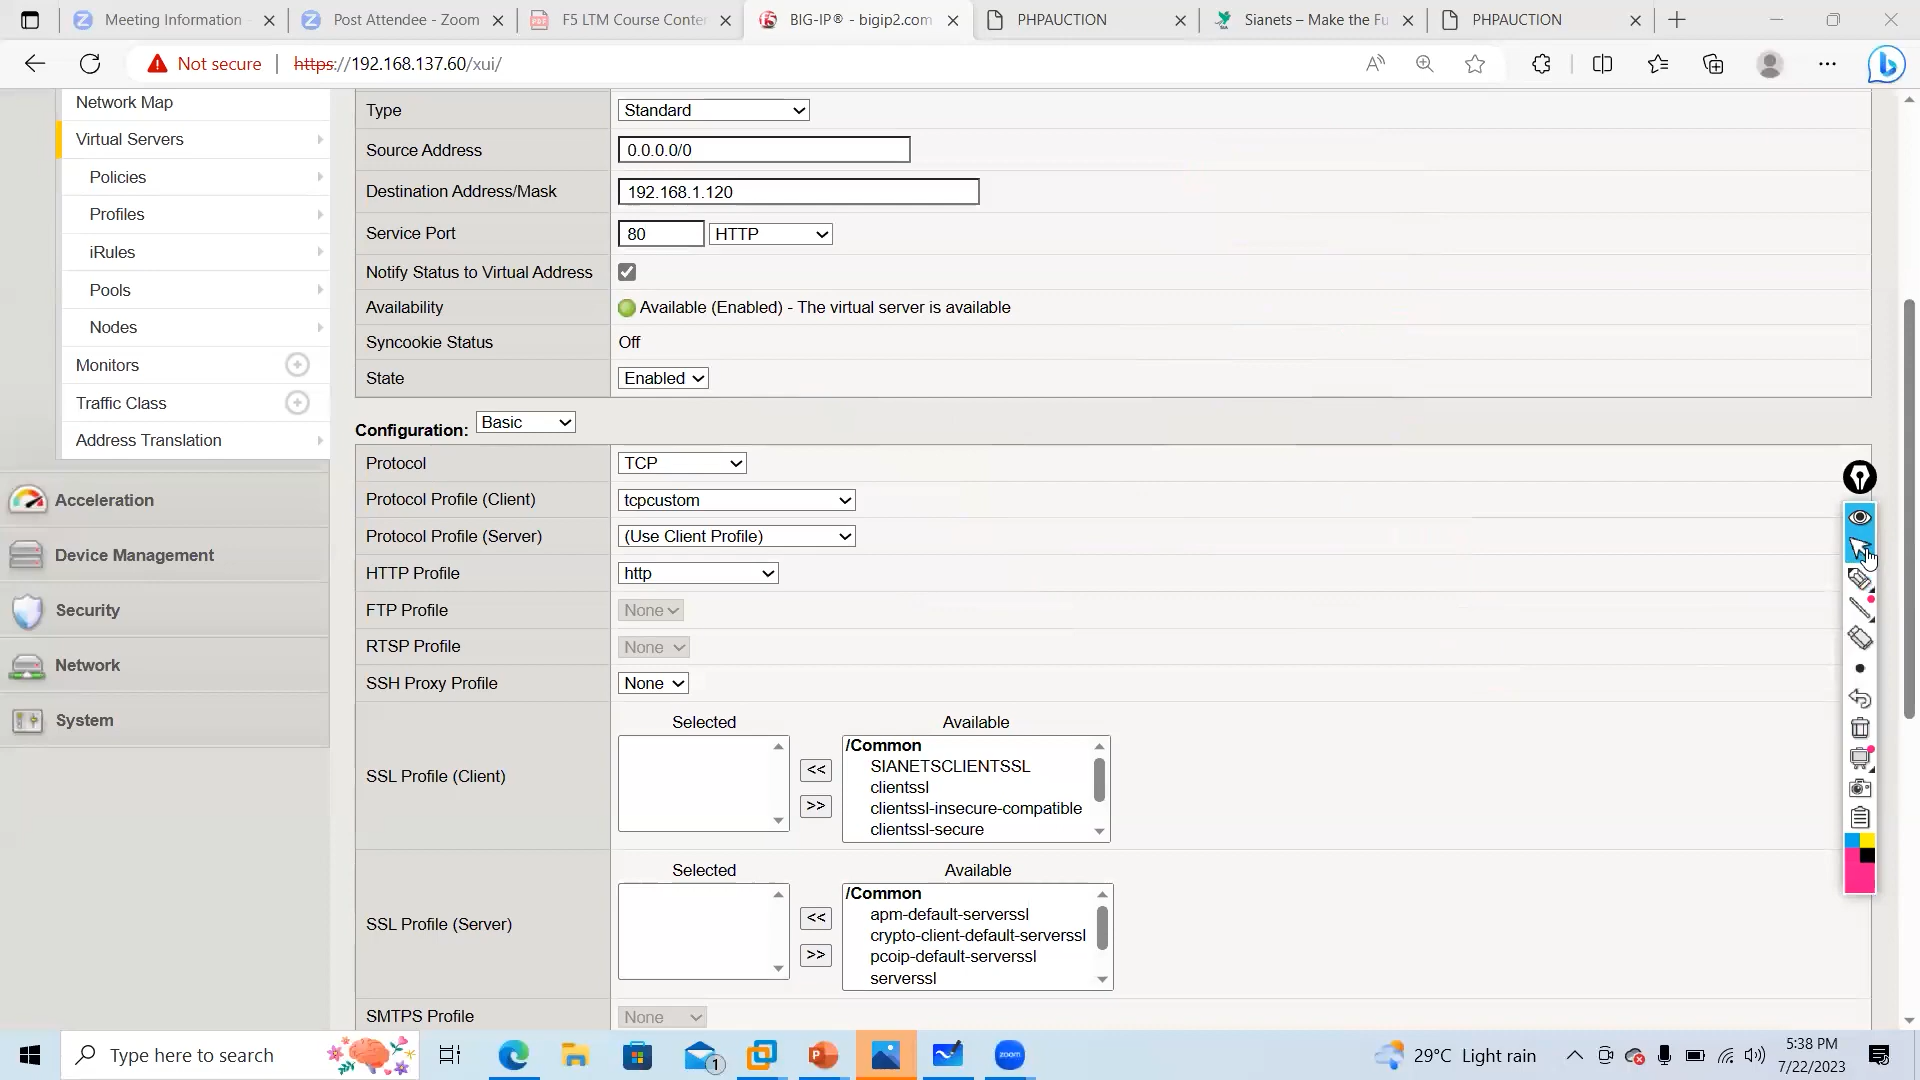 Meeting Information
Post Attendee - Zoom
F5 LTM Course Conte
BIG-IP® - bigip2.com
PHPAUCTION
Sianets – Make the Fu
PHPAUCTION
Not secure
https://192.168.137.60/xui/
Network Map
Virtual Servers
Policies
Profiles
iRules
Pools
Nodes
Monitors
Traffic Class
Address Translation
Acceleration
Device Management
Security
Network
System
Type Standard
Source Address 0.0.0.0/0
Destination Address/Mask 192.168.1.120
Service Port 80 HTTP
Notify Status to Virtual Address
Availability Available (Enabled) - The virtual server is available
Syncookie Status Off
State Enabled
Configuration: Basic
Protocol TCP
Protocol Profile (Client) tcpcustom
Protocol Profile (Server) (Use Client Profile)
HTTP Profile http
FTP Profile None
RTSP Profile None
SSH Proxy Profile None
Selected Available
SSL Profile (Client)
<<
>>
/Common
SIANETSCLIENTSSL
clientssl
clientssl-insecure-compatible
clientssl-secure
Selected Available
SSL Profile (Server)
<<
>>
/Common
apm-default-serverssl
crypto-client-default-serverssl
pcoip-default-serverssl
serverssl
SMTPS Profile None
Type here to search
1
zoom
29°C Light rain
5:38 PM
7/22/2023